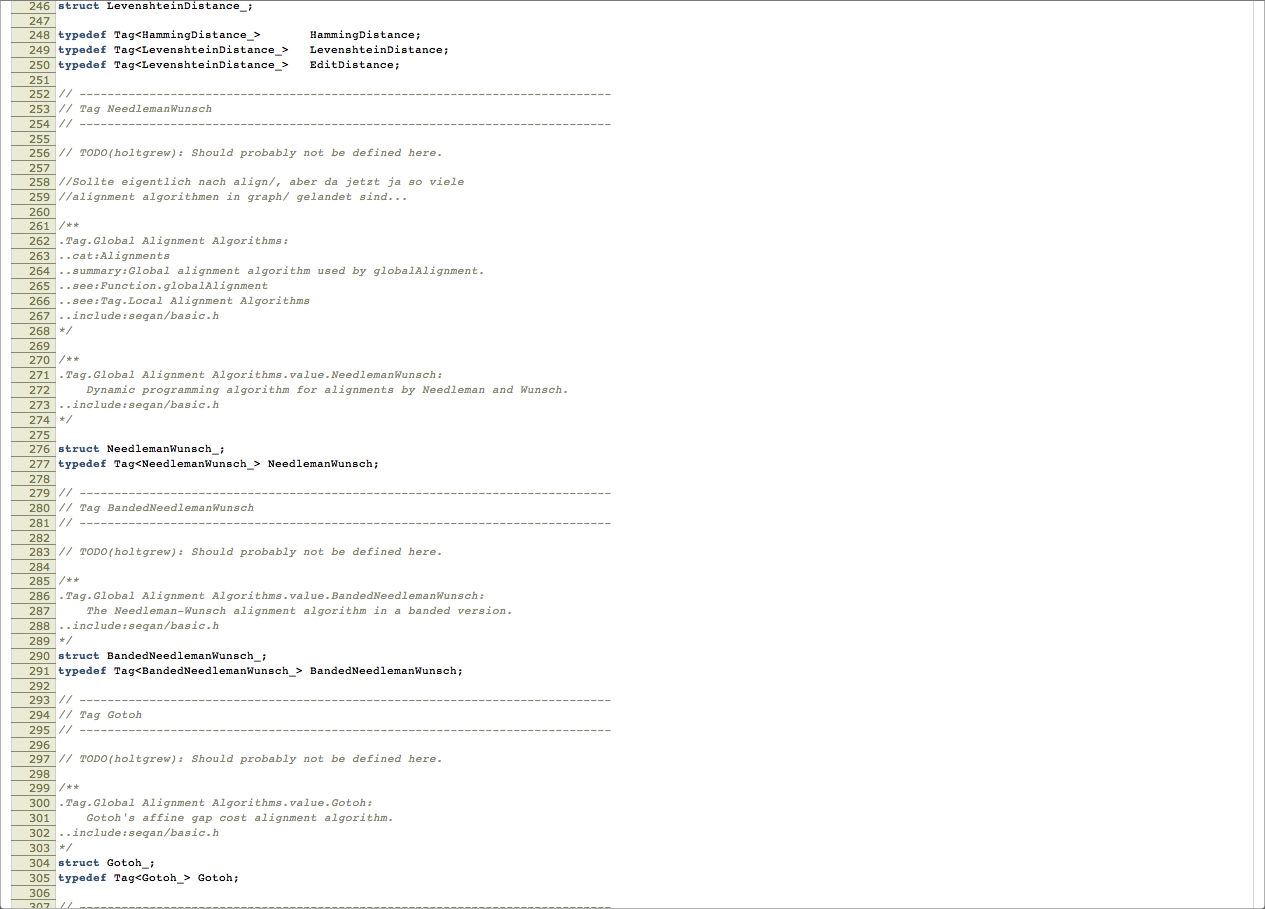 246 struct LevenshteinDistance_;
247
248 typedef Tag<HammingDistance_>       HammingDistance;
249 typedef Tag<LevenshteinDistance_>   LevenshteinDistance;
250 typedef Tag<LevenshteinDistance_>   EditDistance;
251
252 // ----------------------------------------------------------------------------
253 // Tag NeedlemanWunsch
254 // ----------------------------------------------------------------------------
255
256 // TODO(holtgrew): Should probably not be defined here.
257
258 //Sollte eigentlich nach align/, aber da jetzt ja so viele
259 //alignment algorithmen in graph/ gelandet sind...
260
261 /**
262 .Tag.Global Alignment Algorithms:
263 ..cat:Alignments
264 ..summary:Global alignment algorithm used by globalAlignment.
265 ..see:Function.globalAlignment
266 ..see:Tag.Local Alignment Algorithms
267 ..include:seqan/basic.h
268 */
269
270 /**
271 .Tag.Global Alignment Algorithms.value.NeedlemanWunsch:
272     Dynamic programming algorithm for alignments by Needleman and Wunsch.
273 ..include:seqan/basic.h
274 */
275
276 struct NeedlemanWunsch_;
277 typedef Tag<NeedlemanWunsch_> NeedlemanWunsch;
278
279 // ----------------------------------------------------------------------------
280 // Tag BandedNeedlemanWunsch
281 // ----------------------------------------------------------------------------
282
283 // TODO(holtgrew): Should probably not be defined here.
284
285 /**
286 .Tag.Global Alignment Algorithms.value.BandedNeedlemanWunsch:
287     The Needleman-Wunsch alignment algorithm in a banded version.
288 ..include:seqan/basic.h
289 */
290 struct BandedNeedlemanWunsch_;
291 typedef Tag<BandedNeedlemanWunsch_> BandedNeedlemanWunsch;
292
293 // ----------------------------------------------------------------------------
294 // Tag Gotoh
295 // ----------------------------------------------------------------------------
296
297 // TODO(holtgrew): Should probably not be defined here.
298
299 /**
300 .Tag.Global Alignment Algorithms.value.Gotoh:
301     Gotoh's affine gap cost alignment algorithm.
302 ..include:seqan/basic.h
303 */
304 struct Gotoh_;
305 typedef Tag<Gotoh_> Gotoh;
306
307 // ----------------------------------------------------------------------------